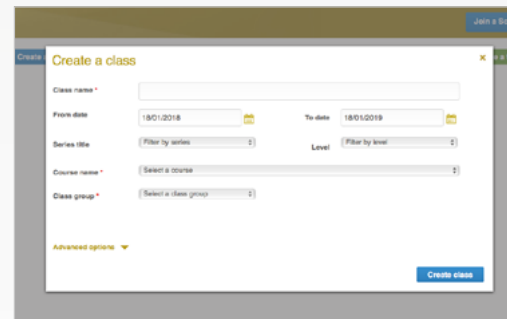 Join a
Create
Create a class
x
Class name *
From date 18/01/2018 To date 18/01/2019
Series title Filter by series Level Filter by level
Course name * Select a course
Class group * Select a class group
Advanced options
Create class